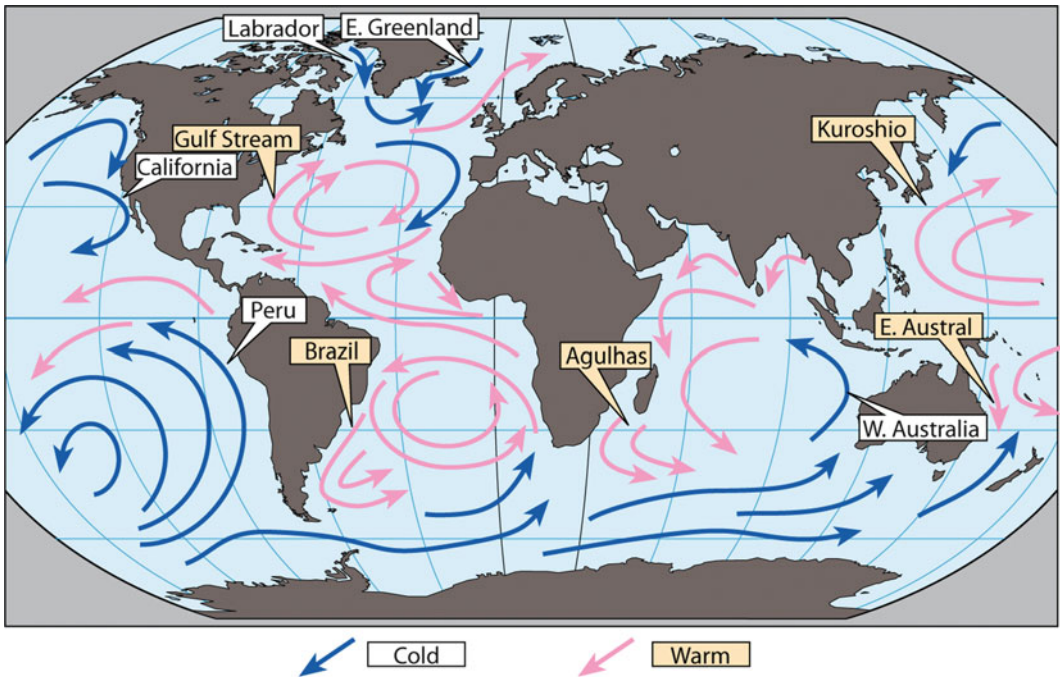 Labrador
E. Greenland
Gulf Stream
California
Kuroshio
Peru
Brazil
Agulhas
E. Austral
W. Australia
Cold
Warm